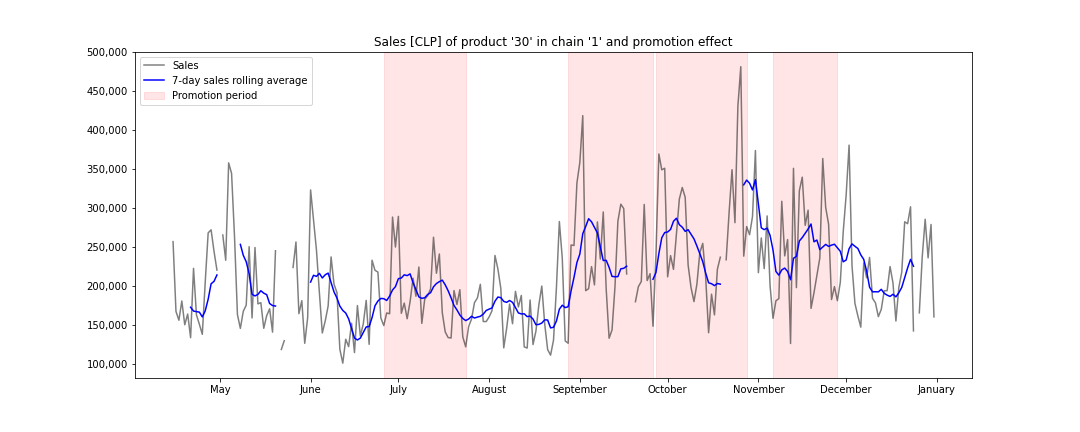 Sales [CLP] of product '30' in chain '1' and promotion effect
500,000
450,000
400,000
350,000
300,000
250,000
200,000
150,000
100,000
Sales
7-day sales rolling average
Promotion period
May June July August September October November December January